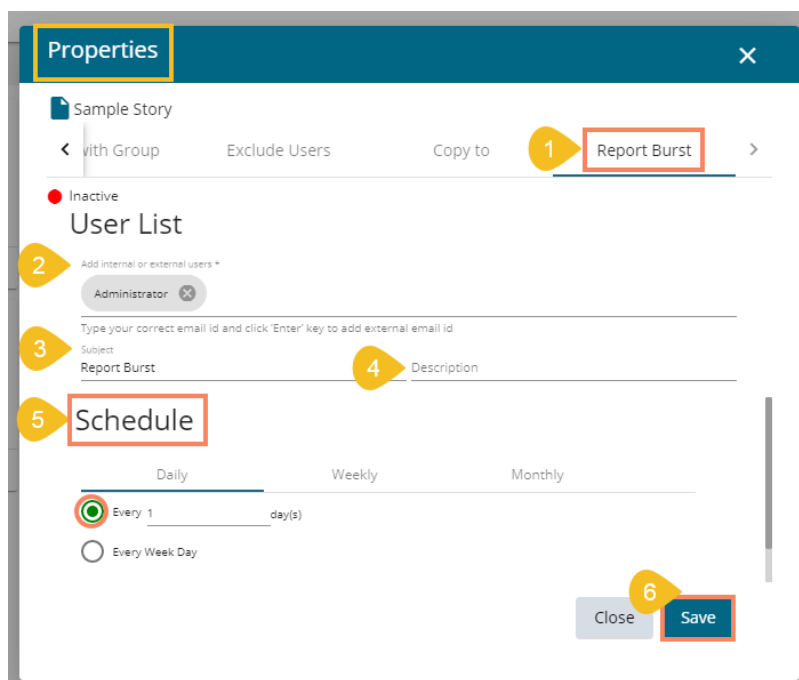 Properties
Sample Story
with Group Exclude Users Copy to 1 Report Burst
Inactive
User List
2 Add internal or external users *
Administrator
Type your correct email id and click 'Enter' key to add external email id
3 Subject
Report Burst 4 Description
5 Schedule
Daily Weekly Monthly
Every 1 day(s)
Every Week Day
6
Close Save